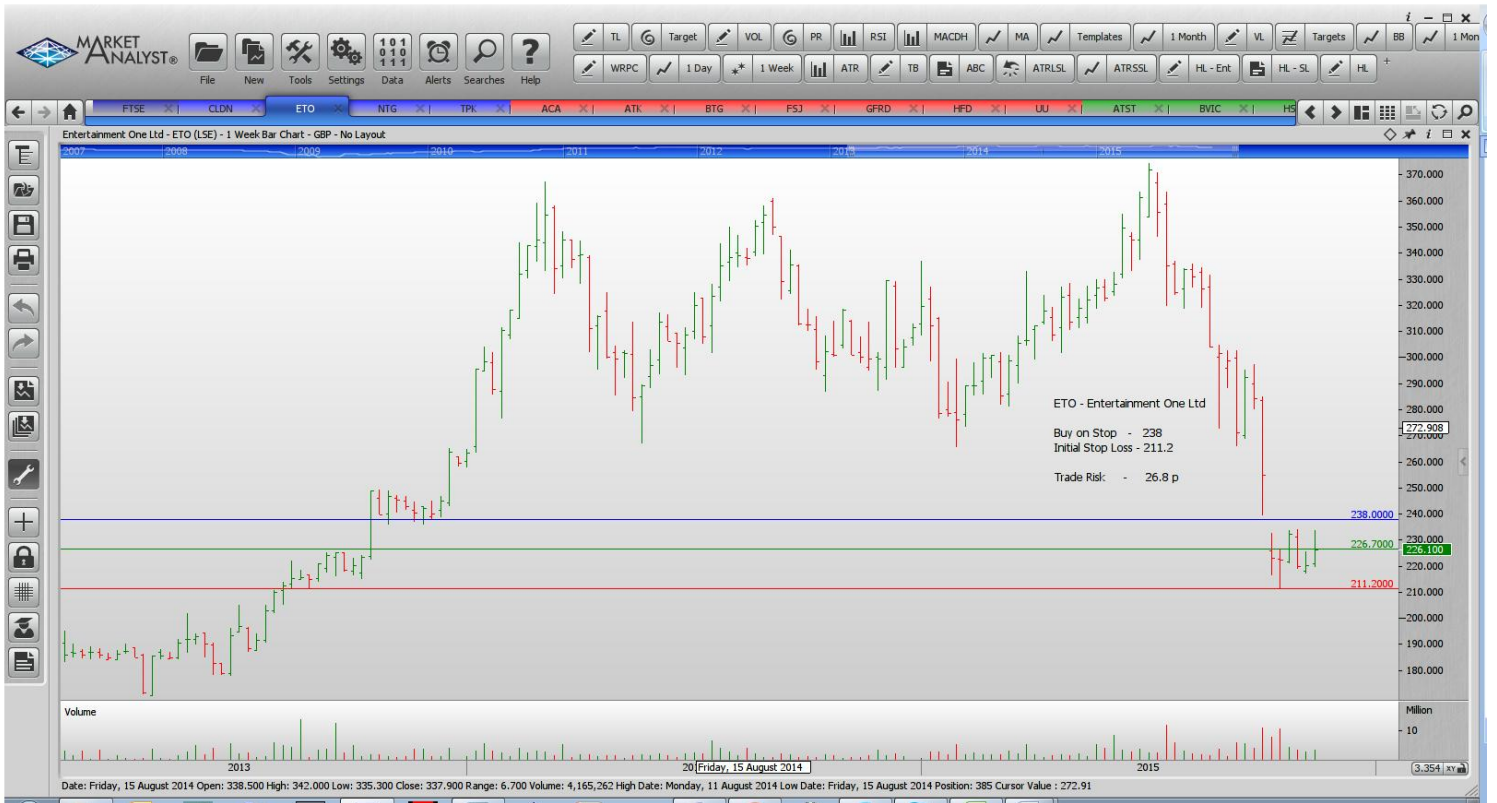 i
MARKET
ANALYST®
File New Tools Settings Data Alerts Searches Help
TL Target VOL PR RSI MACDH MA Templates 1 Month VL Targets BB 1 Mon
WRPC 1 Day 1 Week ATR TB ABC ATRLSL ATRSSL HL - Ent HL - SL HL
FTSE CLDN ETO NTG TPK ACA ATK BTG FSJ GFRD HFD UU ATST BVIC HS
Entertainment One Ltd - ETO (LSE) - 1 Week Bar Chart - GBP - No Layout
2007 2008 2009 2010 2011 2012 2013 2014 2015
370.000
360.000
350.000
340.000
330.000
320.000
310.000
300.000
290.000
280.000
272.908
270.000
260.000
250.000
240.000
230.000
226.100
220.000
210.000
200.000
190.000
180.000
ETO - Entertainment One Ltd
Buy on Stop - 238
Initial Stop Loss - 211.2
Trade Risk - 26.8 p
238.0000
226.7000
211.2000
Volume
Million
10
2013 Friday, 15 August 2014 2015
3.354 XY
Date: Friday, 15 August 2014 Open: 338.500 High: 342.000 Low: 335.300 Close: 337.900 Range: 6.700 Volume: 4,165,262 High Date: Monday, 11 August 2014 Low Date: Friday, 15 August 2014 Position: 385 Cursor Value : 272.91